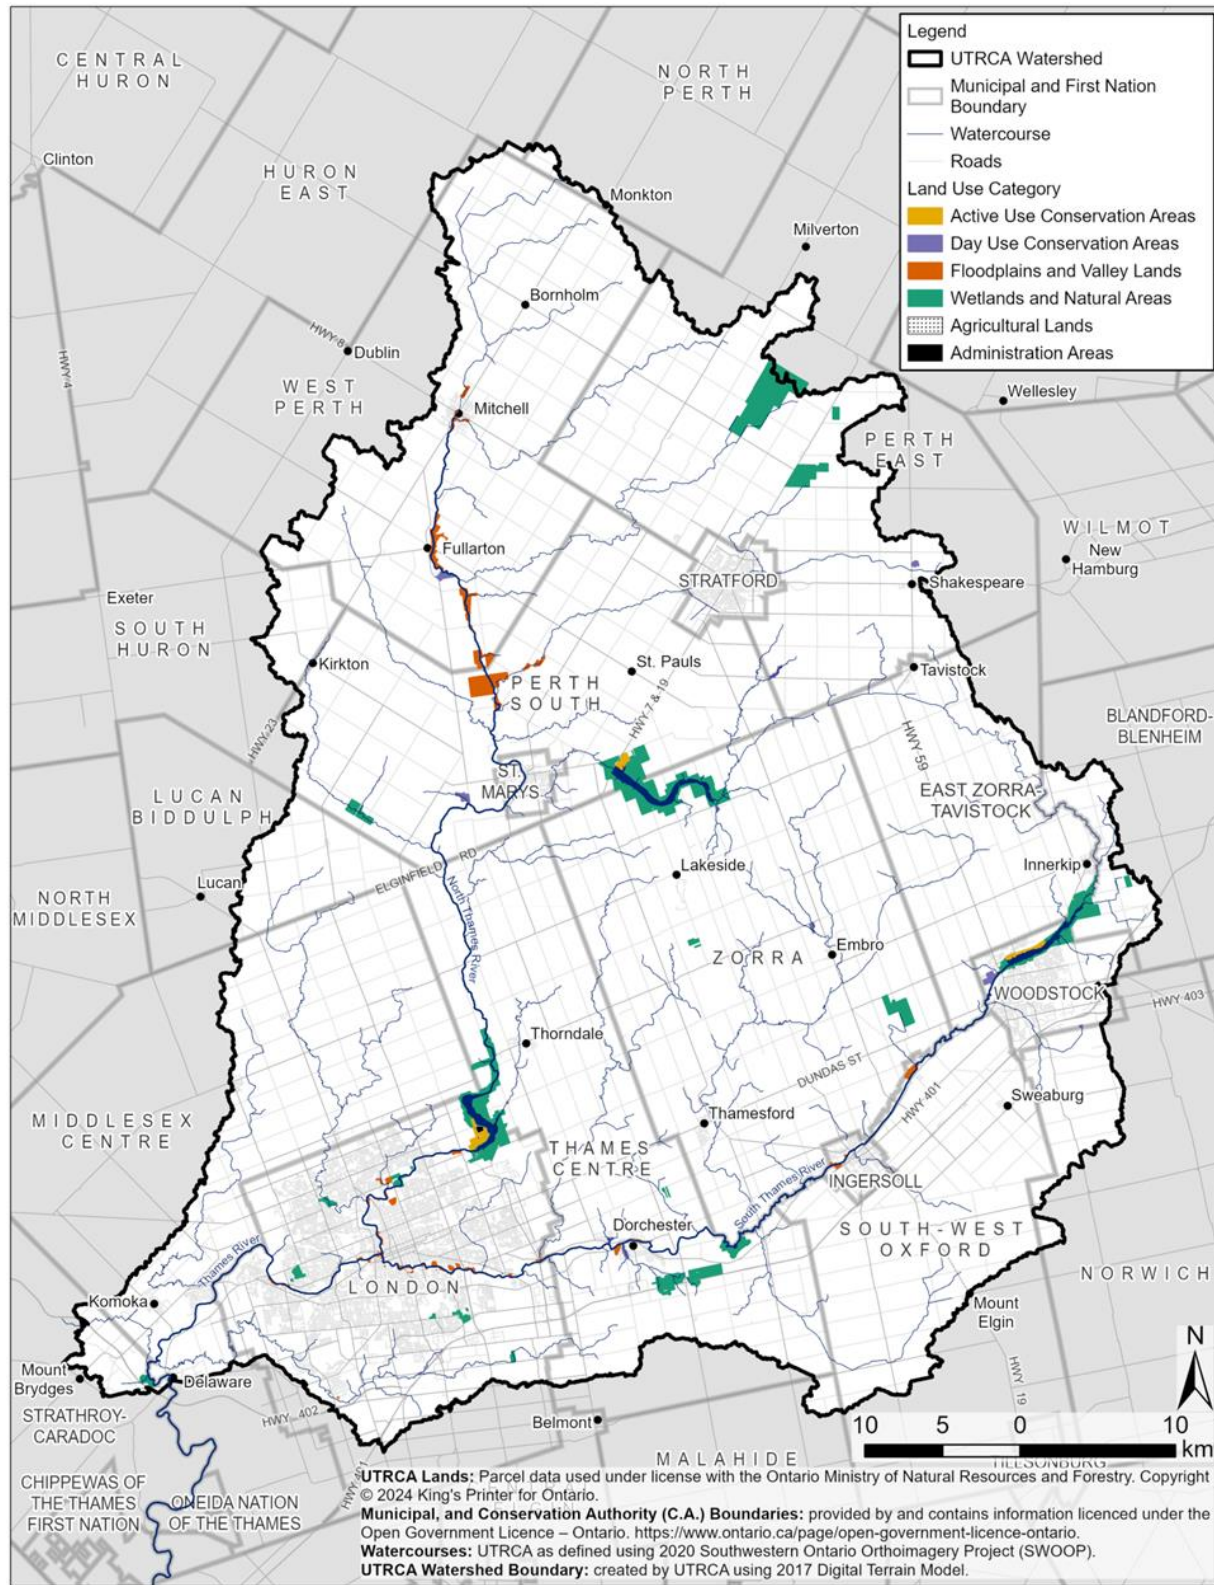 Legend
UTRCA Watershed
Municipal and First Nation
Boundary
Watercourse
Roads
Land Use Category
Active Use Conservation Areas
Day Use Conservation Areas
Floodplains and Valley Lands
Wetlands and Natural Areas
Agricultural Lands
Administration Areas
CENTRAL
HURON
NORTH
PERTH
Clinton
HURON
EAST
Monkton
Milverton
Bornholm
HWY 8
Dublin
HWY 4
WEST
PERTH
Mitchell
Wellesley
PERTH
EAST
WILMOT
New
Hamburg
Fullarton
STRATFORD
Shakespeare
Exeter
SOUTH
HURON
Kirkton
St. Pauls
Tavistock
PERTH
SOUTH
HWY 7 & 19
HWY 23
HWY 59
BLANDFORD-
BLENHEIM
ST.
MARYS
EAST ZORRA-
TAVISTOCK
LUCAN
BIDDULPH
ELGINFIELD RD
Lakeside
Innerkip
Lucan
NORTH
MIDDLESEX
North Thames River
ZORRA
Embro
WOODSTOCK
HWY 403
Thorndale
DUNDAS ST
HWY 401
Sweaburg
MIDDLESEX
CENTRE
Thamesford
THAMES
CENTRE
INGERSOLL
South Thames River
Dorchester
SOUTH-WEST
OXFORD
Thames River
LONDON
NORWICH
Komoka
Mount
Elgin
N
Mount
Brydges
Delaware
HWY 19
STRATHROY-
CARADOC
HWY 402
Belmont
10 5 0 10
km
MALAHIDE
TILLSONBURG
HWY 401
CHIPPEWAS OF
THE THAMES
FIRST NATION
ONEIDA NATION
OF THE THAMES
UTRCA Lands: Parcel data used under license with the Ontario Ministry of Natural Resources and Forestry. Copyright
© 2024 King's Printer for Ontario.
Municipal, and Conservation Authority (C.A.) Boundaries: provided by and contains information licenced under the
Open Government Licence – Ontario. https://www.ontario.ca/page/open-government-licence-ontario.
Watercourses: UTRCA as defined using 2020 Southwestern Ontario Orthoimagery Project (SWOOP).
UTRCA Watershed Boundary: created by UTRCA using 2017 Digital Terrain Model.